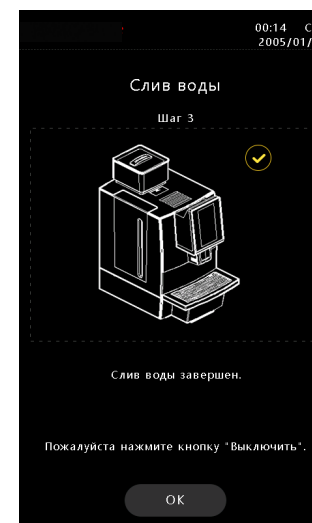 00:14 C
2005/01/
Слив воды
Шаг 3
Слив воды завершен.
Пожалуйста нажмите кнопку "Выключить".
OK